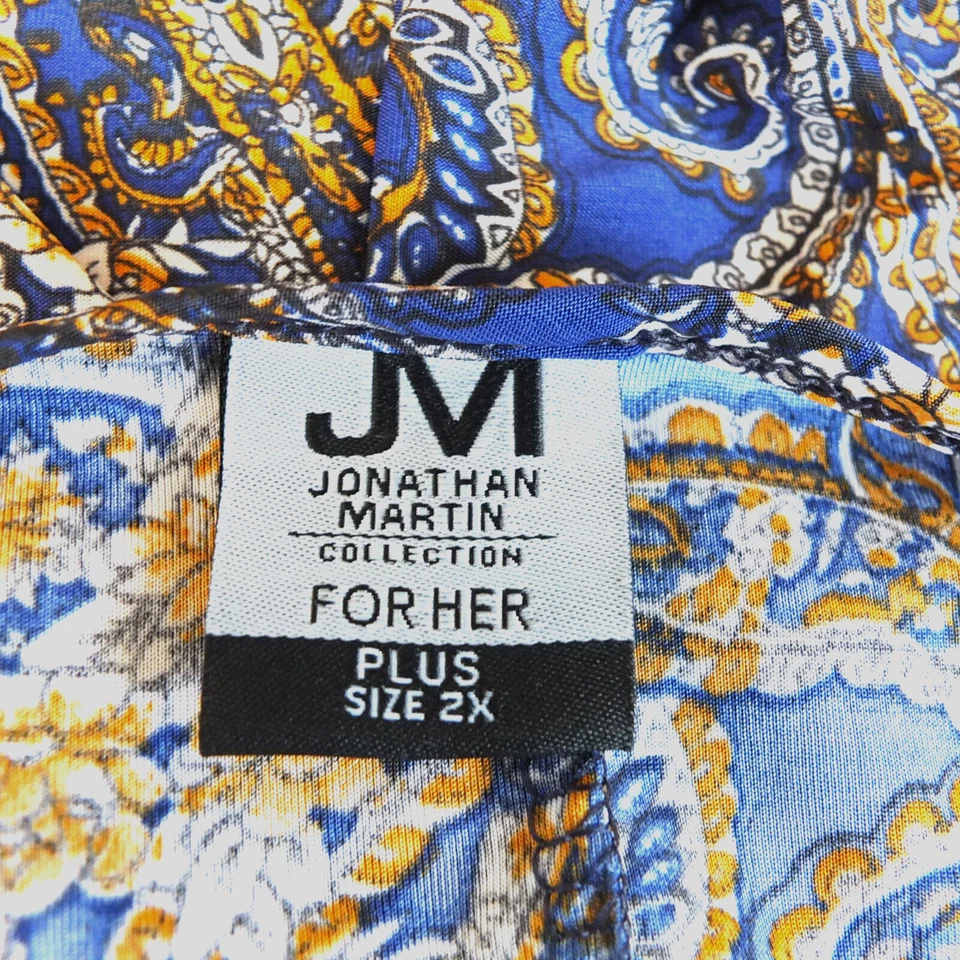 JM
JONATHAN
MARTIN
COLLECTION
FOR HER
PLUS
SIZE 2X